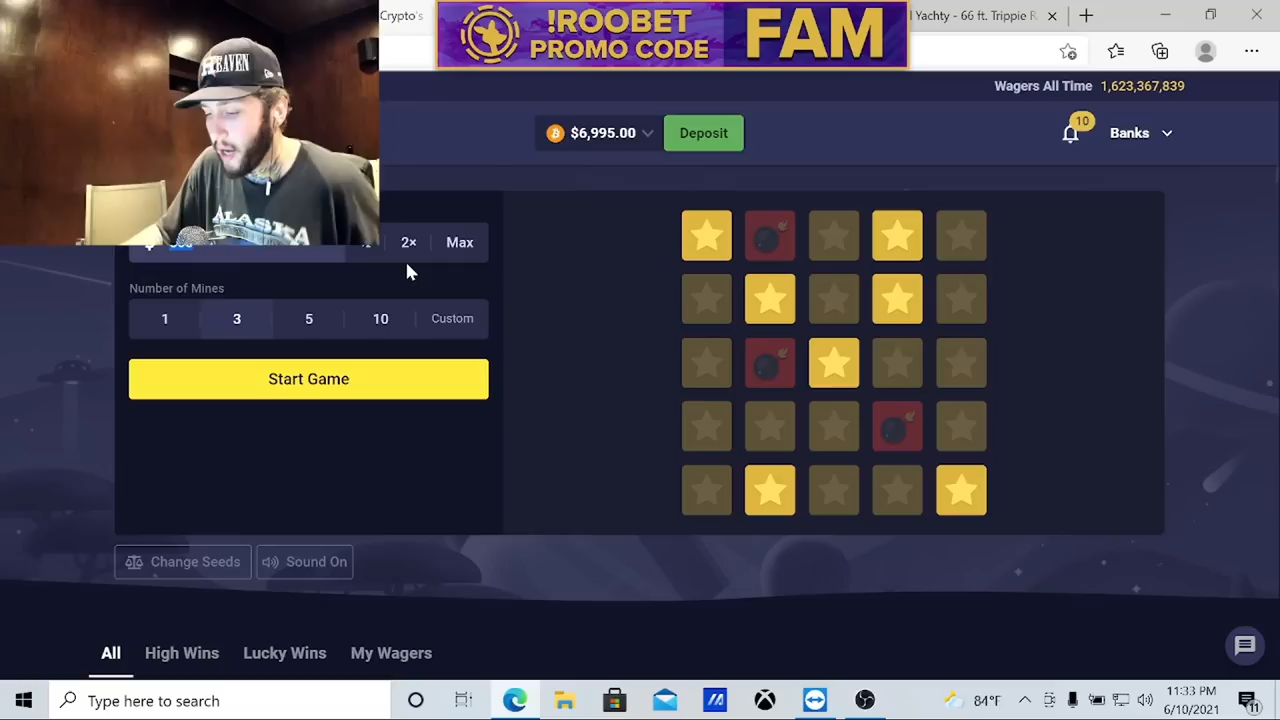 Crypto's
!ROOBET
PROMO CODE
FAM
Yachty - 66 ft. Trippie R
Wagers All Time 1,623,367,839
$6,995.00
Deposit
10
Banks
HEAVEN
ALASKA
2× Max
Number of Mines
1 3 5 10 Custom
Start Game
Change Seeds
Sound On
All High Wins Lucky Wins My Wagers
Type here to search
84°F
11:33 PM
6/10/2021
11